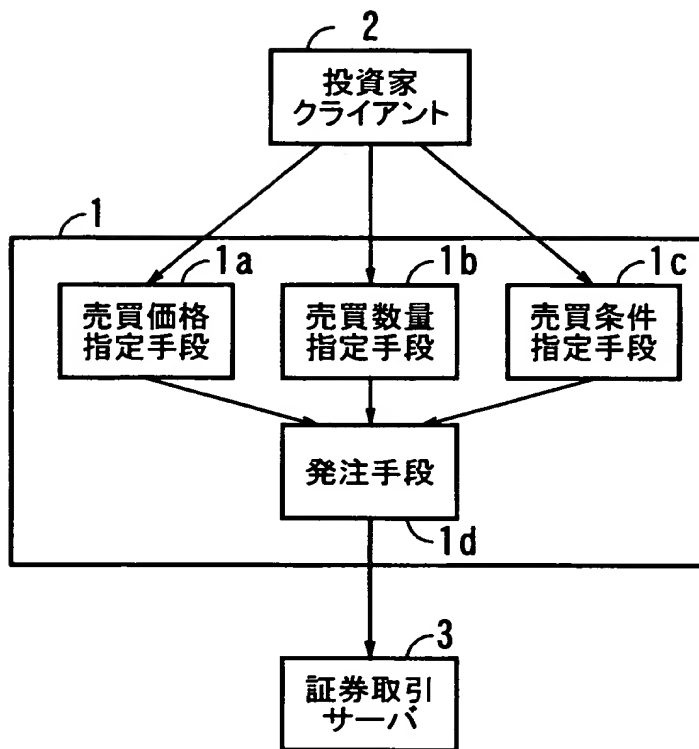 2
投資家
クライアント
1
1a
1b
1c
売買価格
指定手段
売買数量
指定手段
売買条件
指定手段
発注手段
1d
3
証券取引
サーバ